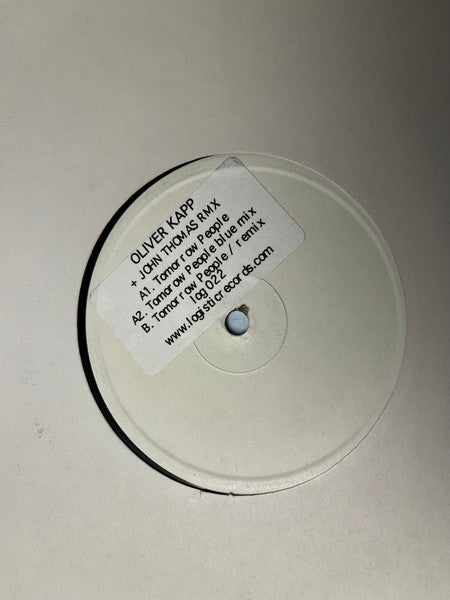 OLIVER KAPP
+ JOHN THOMAS RMX
A1. Tomorrow People
A2. Tomorow People blue mix
B. Tomorrow People / remix
log 022
www.logisticrecords.com